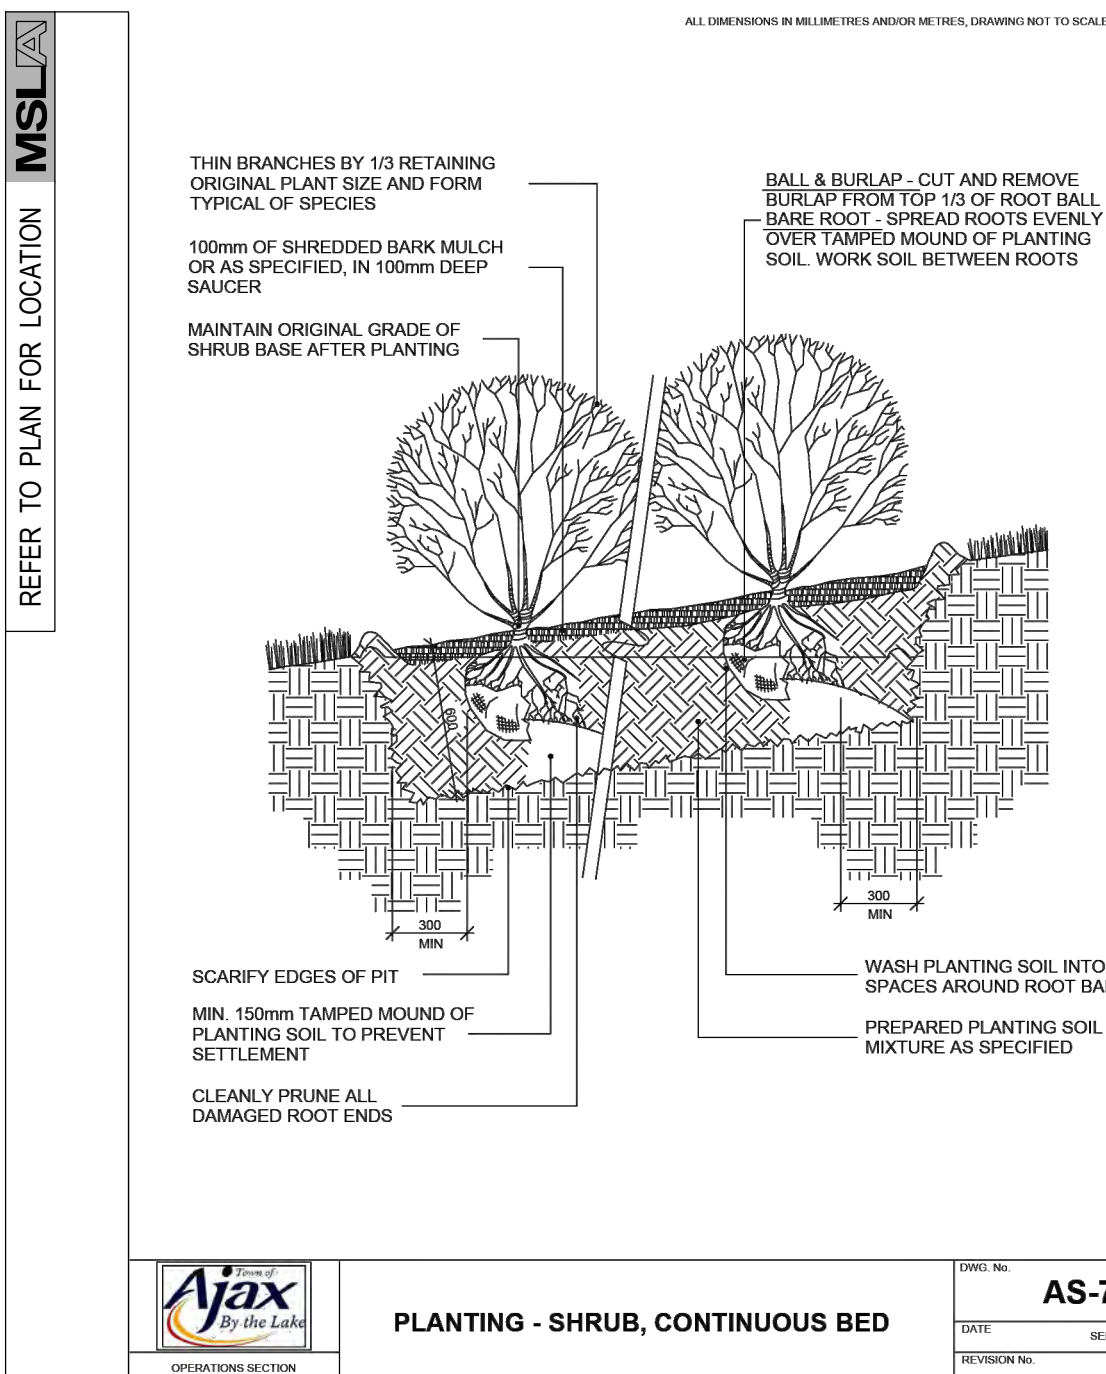 ALL DIMENSIONS IN MILLIMETRES AND/OR METRES, DRAWING NOT TO SCALE
MSLA
REFER TO PLAN FOR LOCATION
THIN BRANCHES BY 1/3 RETAINING
ORIGINAL PLANT SIZE AND FORM
TYPICAL OF SPECIES
100mm OF SHREDDED BARK MULCH
OR AS SPECIFIED, IN 100mm DEEP
SAUCER
MAINTAIN ORIGINAL GRADE OF
SHRUB BASE AFTER PLANTING
BALL & BURLAP - CUT AND REMOVE
BURLAP FROM TOP 1/3 OF ROOT BALL
BARE ROOT - SPREAD ROOTS EVENLY
OVER TAMPED MOUND OF PLANTING
SOIL. WORK SOIL BETWEEN ROOTS
600
300
MIN
300
MIN
SCARIFY EDGES OF PIT
MIN. 150mm TAMPED MOUND OF
PLANTING SOIL TO PREVENT
SETTLEMENT
CLEANLY PRUNE ALL
DAMAGED ROOT ENDS
WASH PLANTING SOIL INTO
SPACES AROUND ROOT
PREPARED PLANTING SOIL
MIXTURE AS SPECIFIED
Town of
Ajax
By the Lake
OPERATIONS SECTION
PLANTING - SHRUB, CONTINUOUS BED
DWG. No.
AS-7
DATE
REVISION No.